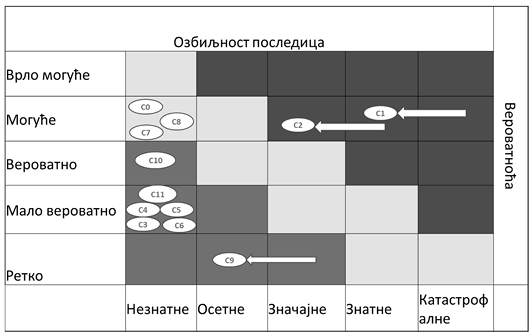 Озбиљност последица
Вероватноћа
Врло могуће
Могуће
C0
C8
C7
C2
C1
Вероватно
C10
Мало вероватно
C11
C4
C5
C3
C6
Ретко
C9
Незнатне
Осетне
Значајне
Знатне
Катастроф
алне